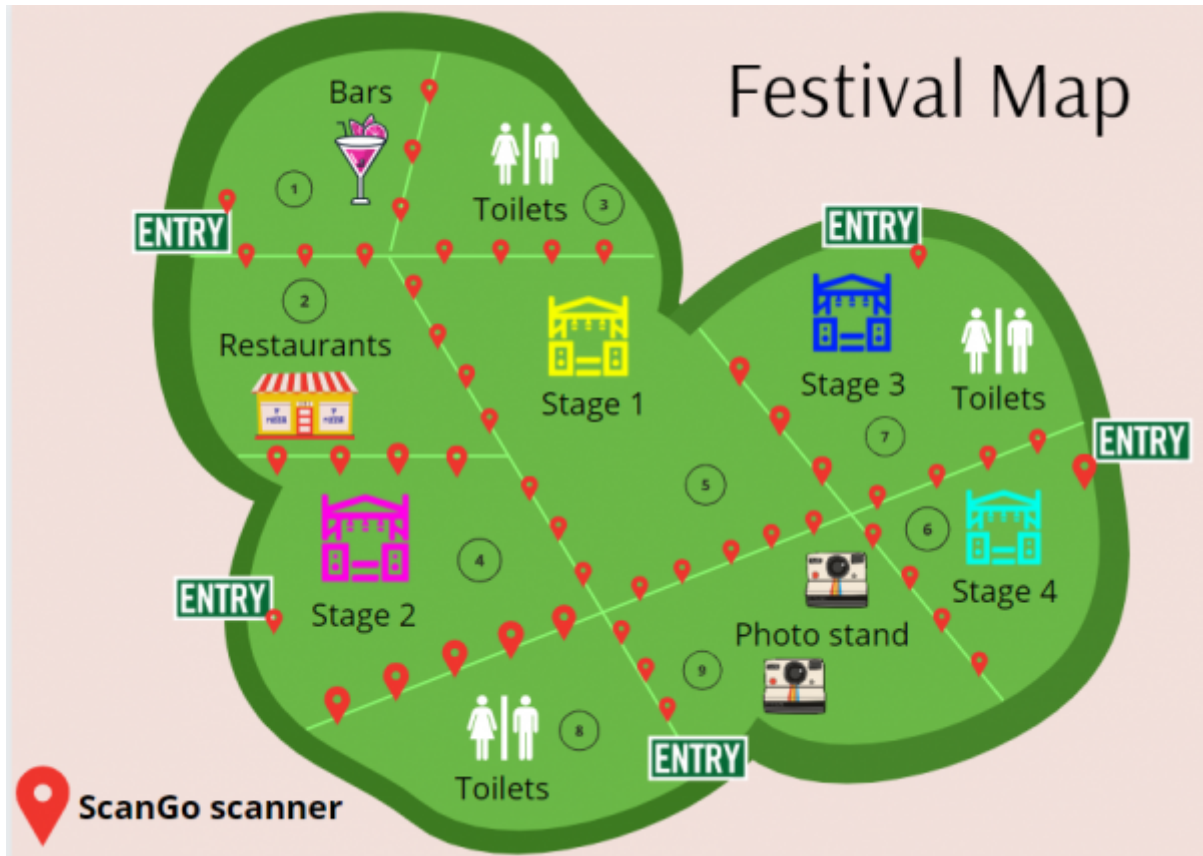 Festival Map
Bars
1
Toilets
3
ENTRY
ENTRY
2
Restaurants
Stage 1
Stage 3
Toilets
7
ENTRY
5
6
4
Stage 2
ENTRY
Stage 4
Photo stand
9
8
Toilets
ENTRY
ScanGo scanner